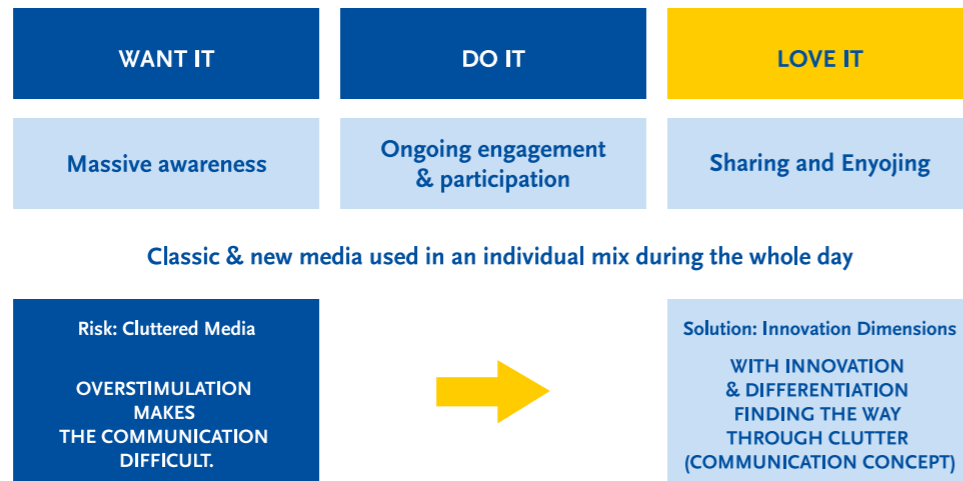 WANT IT
DO IT
LOVE IT
Massive awareness
Ongoing engagement
& participation
Sharing and Enyojing
Classic & new media used in an individual mix during the whole day
Risk: Cluttered Media
OVERSTIMULATION
MAKES
THE COMMUNICATION
DIFFICULT.
Solution: Innovation Dimensions
WITH INNOVATION
& DIFFERENTIATION
FINDING THE WAY
THROUGH CLUTTER
(COMMUNICATION CONCEPT)